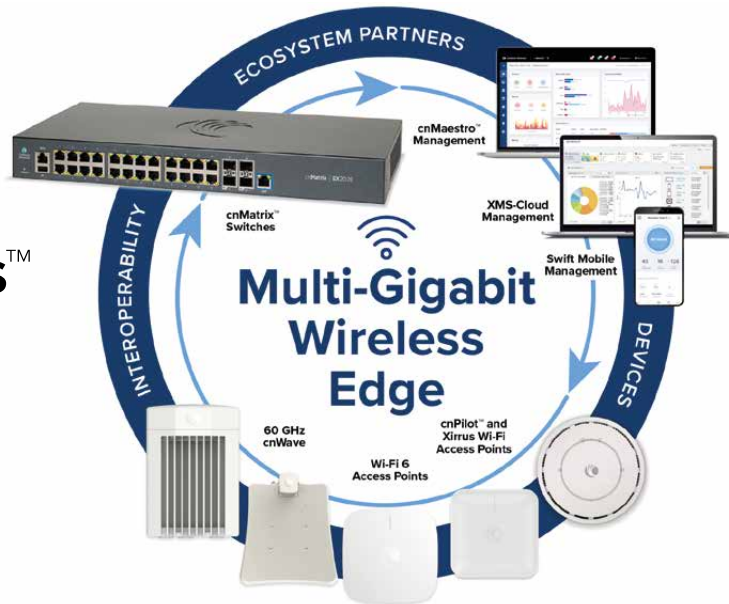 ECOSYSTEM PARTNERS
cnMaestro™
Management
cnMatrix™
Switches
XMS-Cloud
Management
Swift Mobile
Management
s™
INTEROPERABILITY
Multi-Gigabit
Wireless
Edge
DEVICES
60 GHz
cnWave
cnPilot™ and
Xirrus Wi-Fi
Access Points
Wi-Fi 6
Access Points